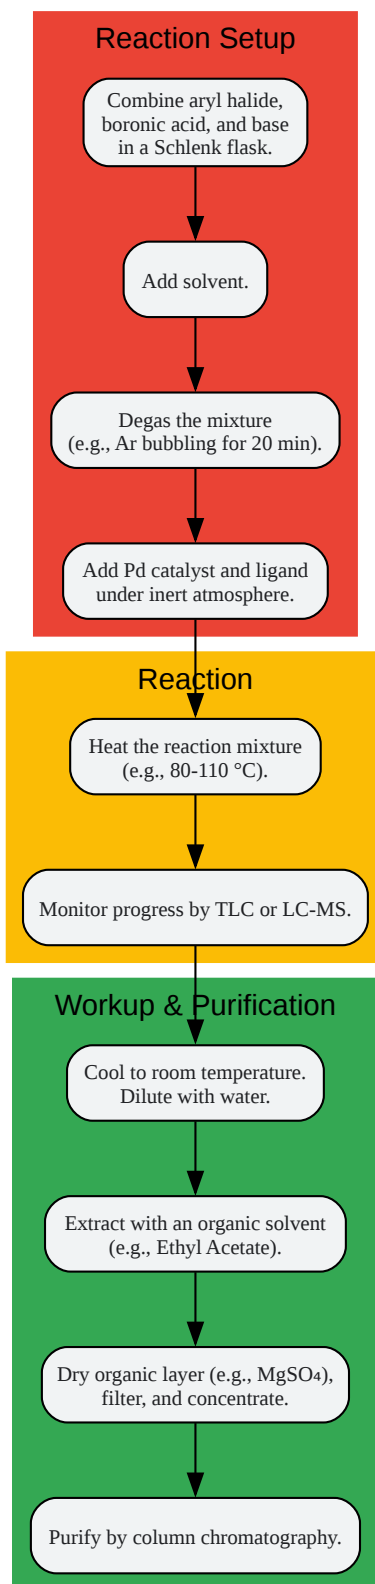 Reaction Setup
Combine aryl halide,
boronic acid, and base
in a Schlenk flask.
Add solvent.
Degas the mixture
(e.g., Ar bubbling for 20 min).
Add Pd catalyst and ligand
under inert atmosphere.
Reaction
Heat the reaction mixture
(e.g., 80-110 °C).
Monitor progress by TLC or LC-MS.
Workup & Purification
Cool to room temperature.
Dilute with water.
Extract with an organic solvent
(e.g., Ethyl Acetate).
Dry organic layer (e.g., MgSO₄),
filter, and concentrate.
Purify by column chromatography.